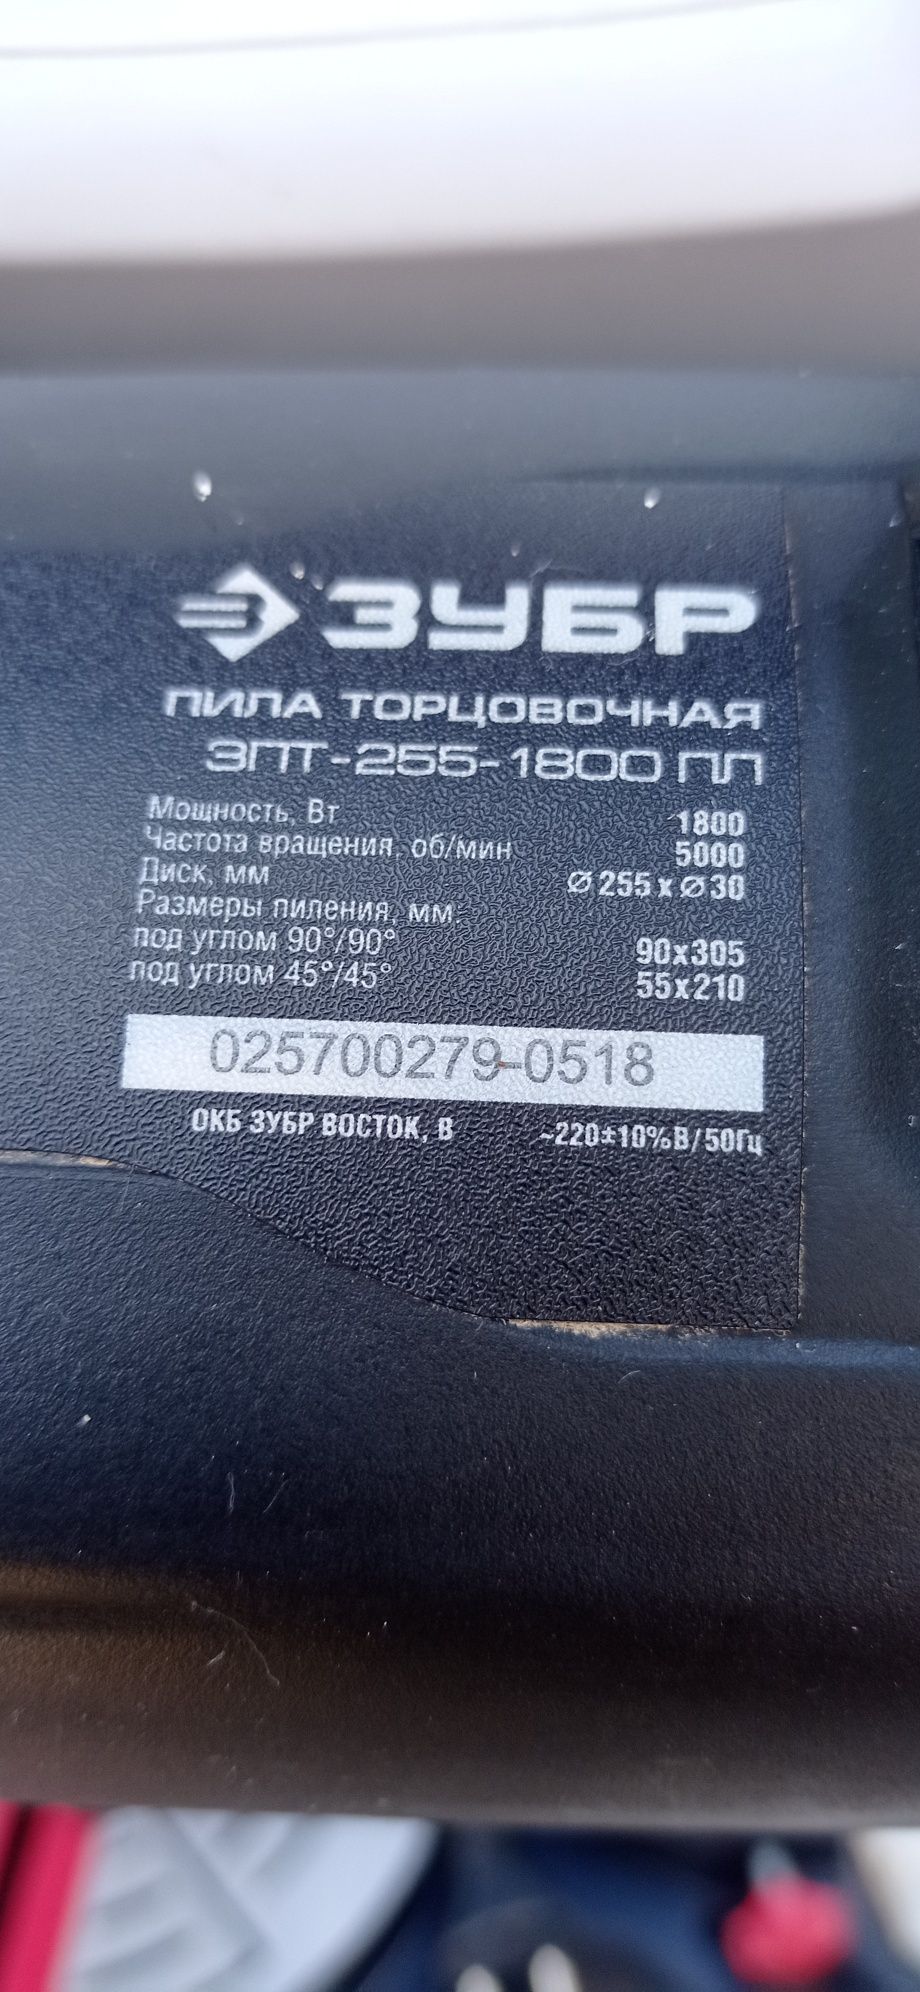 ЗУБР
ПИЛА ТОРЦОВОЧНАЯ
ЗПТ-255-1800 ПЛ
Мощность, Вт 1800
Частота вращения, об/мин 5000
Диск, мм ⌀255x⌀30
Размеры пиления, мм
под углом 90°/90° 90x305
под углом 45°/45° 55x210
025700279-0518
ОКБ ЗУБР ВОСТОК, В ~220±10%В/50Гц